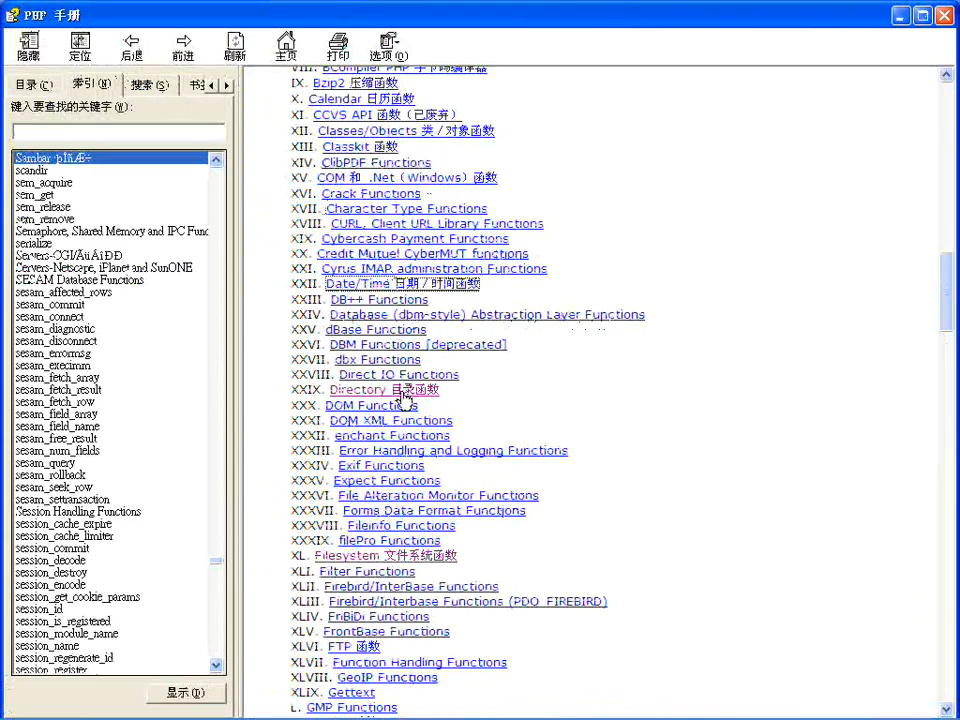 PHP 手册
隐藏 定位 后退 前进 刷新 主页 打印 选项(O)
目录(C) 索引(N) 搜索(S) 书
键入要查找的关键字(W):
scandir
sem_acquire
sem_get
sem_release
sem_remove
Semaphore, Shared Memory and IPC Func
serialize
Servers-Netscape, iPlanet and SunONE
SESAM Database Functions
sesam_affected_rows
sesam_commit
sesam_connect
sesam_diagnostic
sesam_disconnect
sesam_errormsg
sesam_execimm
sesam_fetch_array
sesam_fetch_result
sesam_fetch_row
sesam_field_array
sesam_field_name
sesam_free_result
sesam_num_fields
sesam_query
sesam_rollback
sesam_seek_row
sesam_settransaction
Session Handling Functions
session_cache_expire
session_cache_limiter
session_commit
session_decode
session_destroy
session_encode
session_get_cookie_params
session_id
session_is_registered
session_module_name
session_name
session_regenerate_id
session_register
显示(D)
VIII. BCompiler PHP 字节码编译器
IX. Bzip2 压缩函数
X. Calendar 日历函数
XI. CCVS API 函数（已废弃）
XII. Classes/Objects 类／对象函数
XIII. Classkit 函数
XIV. ClibPDF Functions
XV. COM 和 .Net（Windows）函数
XVI. Crack Functions
XVII. Character Type Functions
XVIII. CURL, Client URL Library Functions
XIX. Cybercash Payment Functions
XX. Credit Mutuel CyberMUT functions
XXI. Cyrus IMAP administration Functions
XXII. Date/Time 日期／时间函数
XXIII. DB++ Functions
XXIV. Database (dbm-style) Abstraction Layer Functions
XXV. dBase Functions
XXVI. DBM Functions [deprecated]
XXVII. dbx Functions
XXVIII. Direct IO Functions
XXIX. Directory 目录函数
XXX. DOM Functions
XXXI. DOM XML Functions
XXXII. enchant Functions
XXXIII. Error Handling and Logging Functions
XXXIV. Exif Functions
XXXV. Expect Functions
XXXVI. File Alteration Monitor Functions
XXXVII. Forms Data Format Functions
XXXVIII. Fileinfo Functions
XXXIX. filePro Functions
XL. Filesystem 文件系统函数
XLI. Filter Functions
XLII. Firebird/InterBase Functions
XLIII. Firebird/Interbase Functions (PDO_FIREBIRD)
XLIV. FriBiDi Functions
XLV. FrontBase Functions
XLVI. FTP 函数
XLVII. Function Handling Functions
XLVIII. GeoIP Functions
XLIX. Gettext
L. GMP Functions